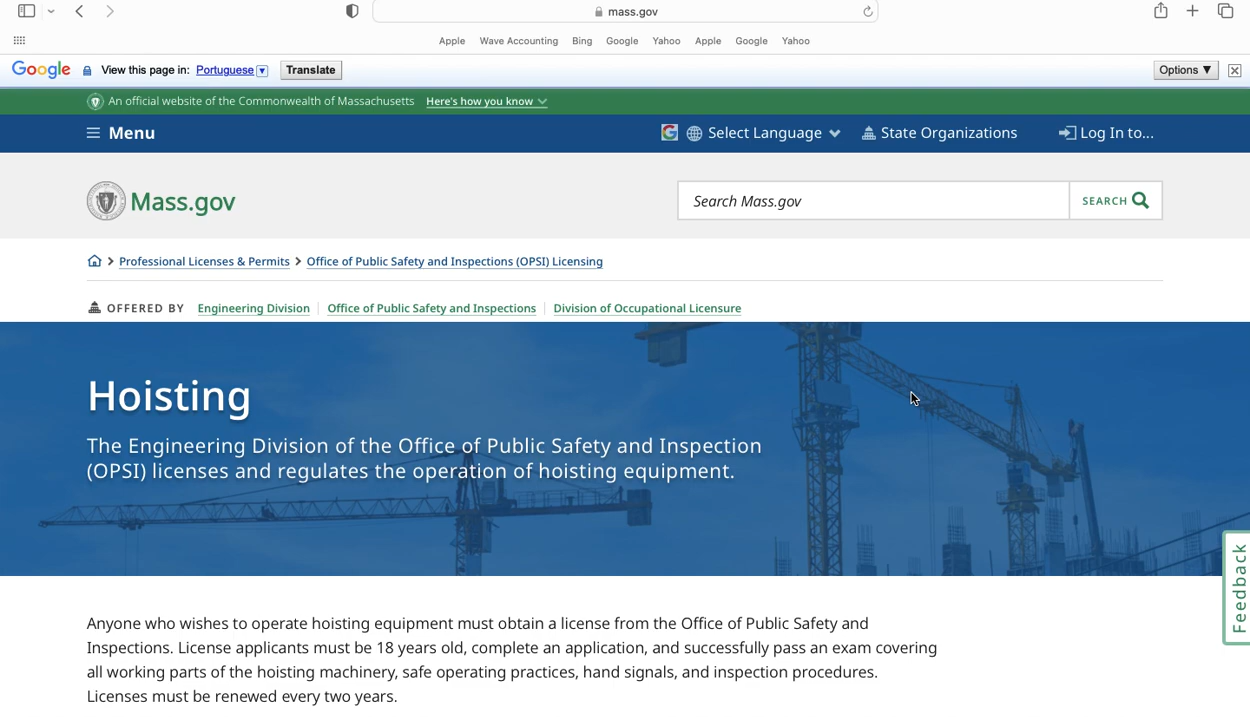 mass.gov
Apple Wave Accounting Bing Google Yahoo Apple Google Yahoo
Google View this page in: Portuguese Translate Options ▼
An official website of the Commonwealth of Massachusetts Here's how you know
Menu Select Language State Organizations Log In to...
Mass.gov Search Mass.gov SEARCH
Professional Licenses & Permits > Office of Public Safety and Inspections (OPSI) Licensing
OFFERED BY Engineering Division | Office of Public Safety and Inspections | Division of Occupational Licensure
Hoisting
The Engineering Division of the Office of Public Safety and Inspection
(OPSI) licenses and regulates the operation of hoisting equipment.
Feedback
Anyone who wishes to operate hoisting equipment must obtain a license from the Office of Public Safety and
Inspections. License applicants must be 18 years old, complete an application, and successfully pass an exam covering
all working parts of the hoisting machinery, safe operating practices, hand signals, and inspection procedures.
Licenses must be renewed every two years.